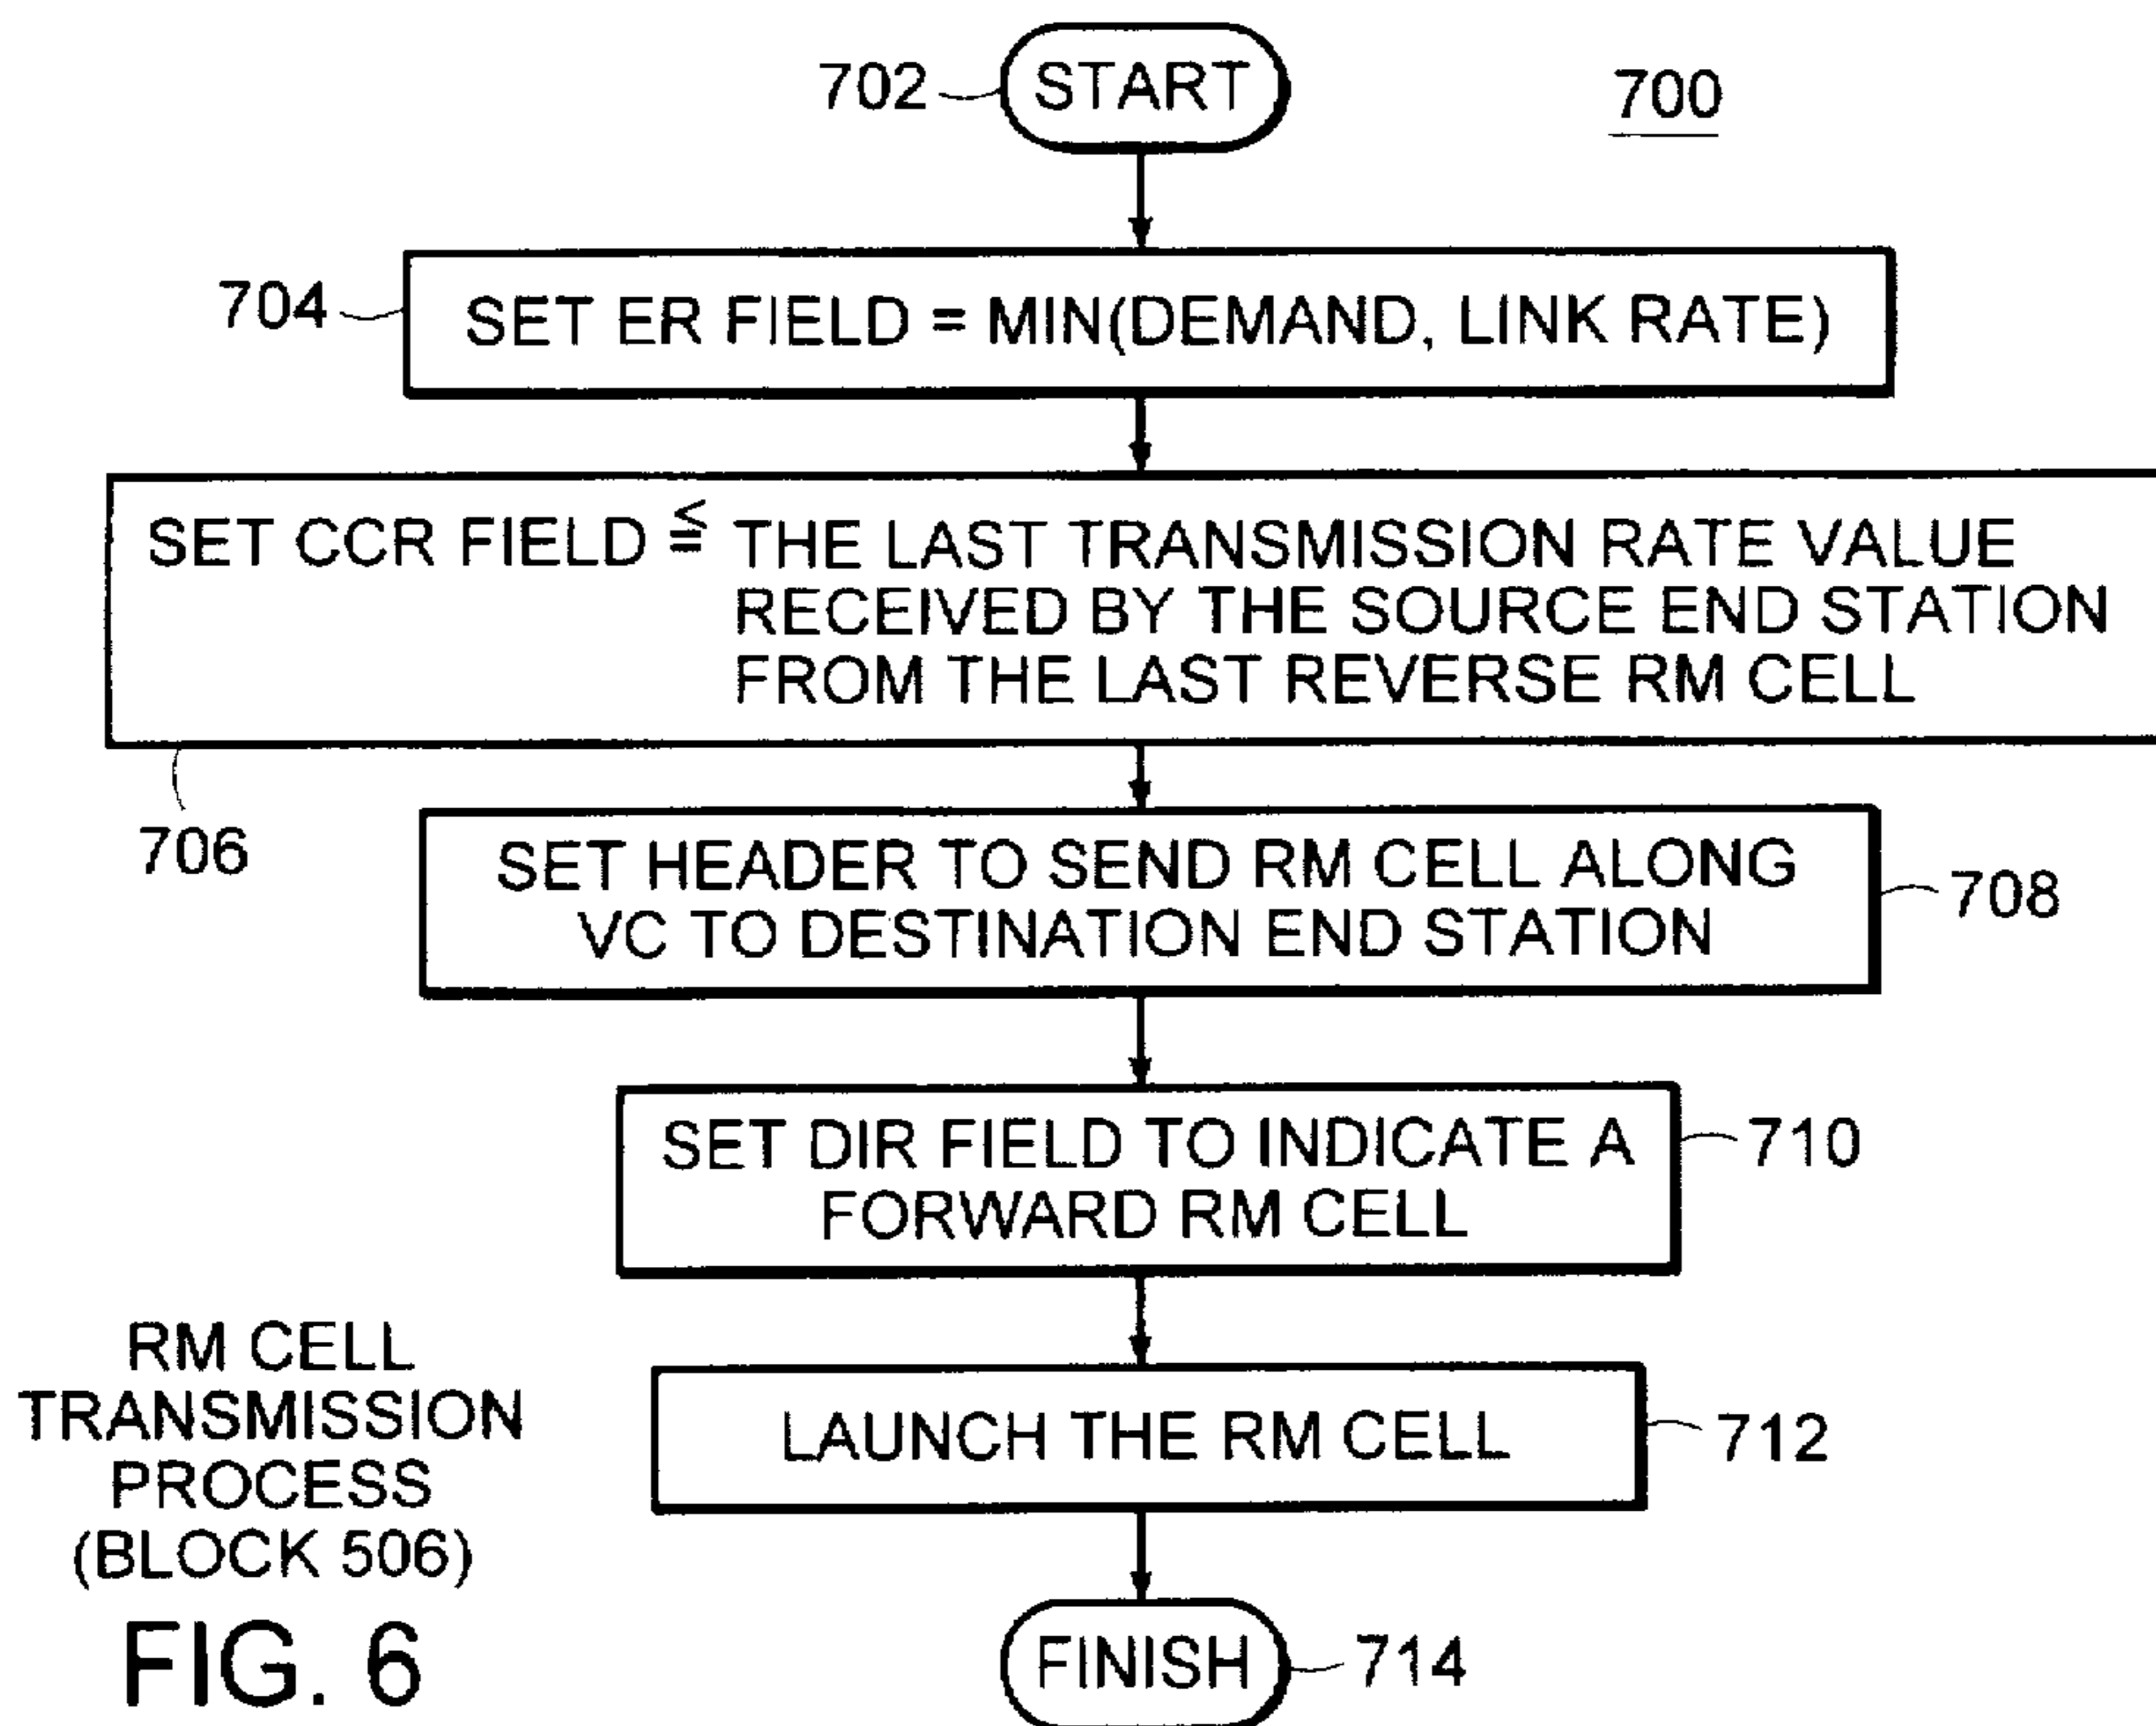 702
START
700
704
SET ER FIELD = MIN(DEMAND, LINK RATE)
SET CCR FIELD ≦ THE LAST TRANSMISSION RATE VALUE
RECEIVED BY THE SOURCE END STATION
FROM THE LAST REVERSE RM CELL
706
SET HEADER TO SEND RM CELL ALONG
VC TO DESTINATION END STATION
708
SET DIR FIELD TO INDICATE A
FORWARD RM CELL
710
LAUNCH THE RM CELL
712
FINISH
714
RM CELL
TRANSMISSION
PROCESS
(BLOCK 506)
FIG. 6